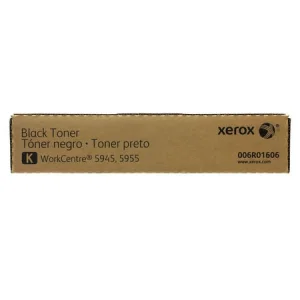 Black Toner
Tóner negro · Toner preto
K WorkCentre® 5945, 5955
xerox
006R01606